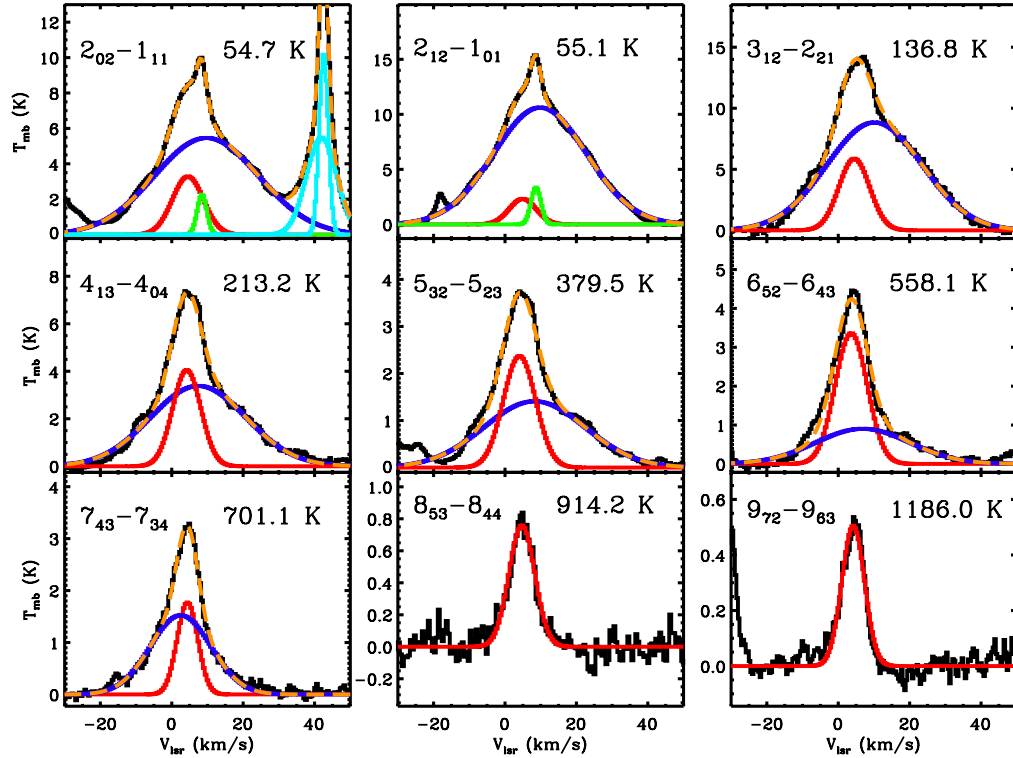 2₀₂−1₁₁ 54.7 K
2₁₂−1₀₁ 55.1 K
3₁₂−2₂₁ 136.8 K
T_mb (K)
12
10
8
6
4
2
0
15
10
5
0
15
10
5
0
4₁₃−4₀₄ 213.2 K
5₃₂−5₂₃ 379.5 K
6₅₂−6₄₃ 558.1 K
T_mb (K)
8
6
4
2
0
4
3
2
1
0
5
4
3
2
1
0
7₄₃−7₃₄ 701.1 K
8₅₃−8₄₄ 914.2 K
9₇₂−9₆₃ 1186.0 K
T_mb (K)
4
3
2
1
0
1.0
0.8
0.6
0.4
0.2
0.0
-0.2
0.6
0.4
0.2
0.0
−20 0 20 40
−20 0 20 40
−20 0 20 40
V_lsr (km/s)
V_lsr (km/s)
V_lsr (km/s)